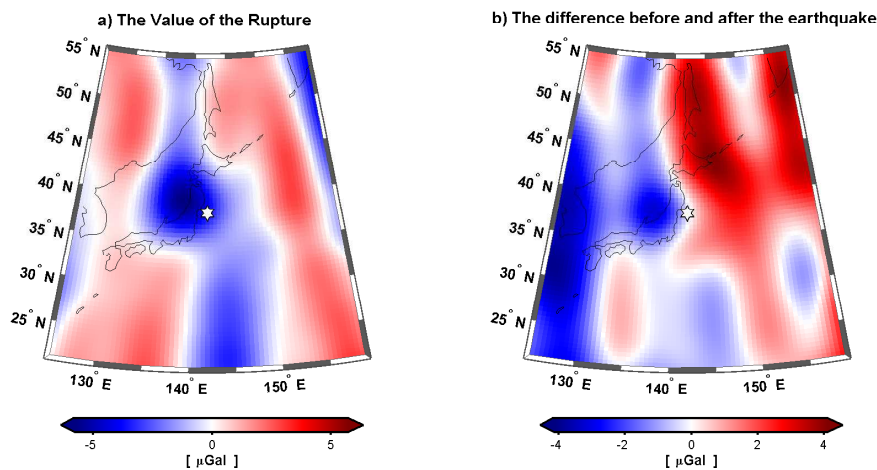 a) The Value of the Rupture
55° N
50° N
45° N
40° N
35° N
30° N
25° N
130° E
140° E
150° E
-5 0 5
[ μGal ]
b) The difference before and after the earthquake
55° N
50° N
45° N
40° N
35° N
30° N
25° N
130° E
140° E
150° E
-4 -2 0 2 4
[ μGal ]